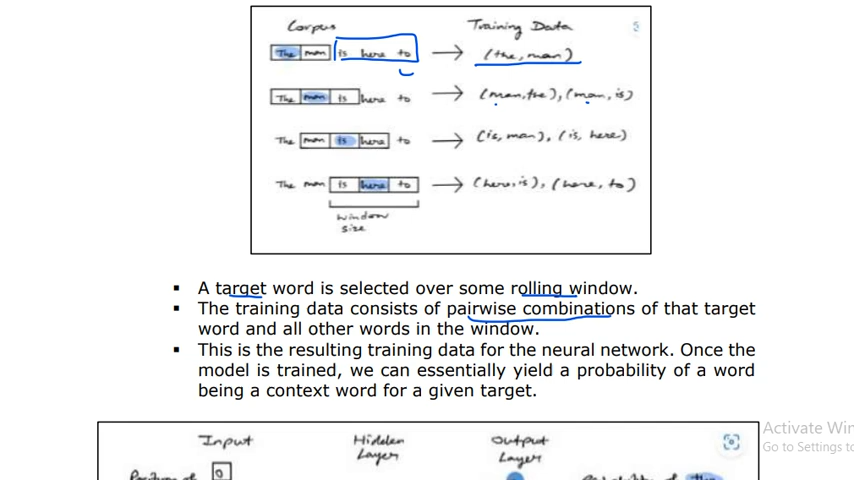 Corpus Training Data
The man is here to → (the, man)
The man is here to → (man, the), (man, is)
The man is here to → (is, man), (is, here)
The man is here to → (here, is), (here, to)
window
size
▪ A target word is selected over some rolling window.
▪ The training data consists of pairwise combinations of that target
word and all other words in the window.
▪ This is the resulting training data for the neural network. Once the
model is trained, we can essentially yield a probability of a word
being a context word for a given target.
Activate Win
Go to Settings to
Input Hidden Output
Layer Layer
0